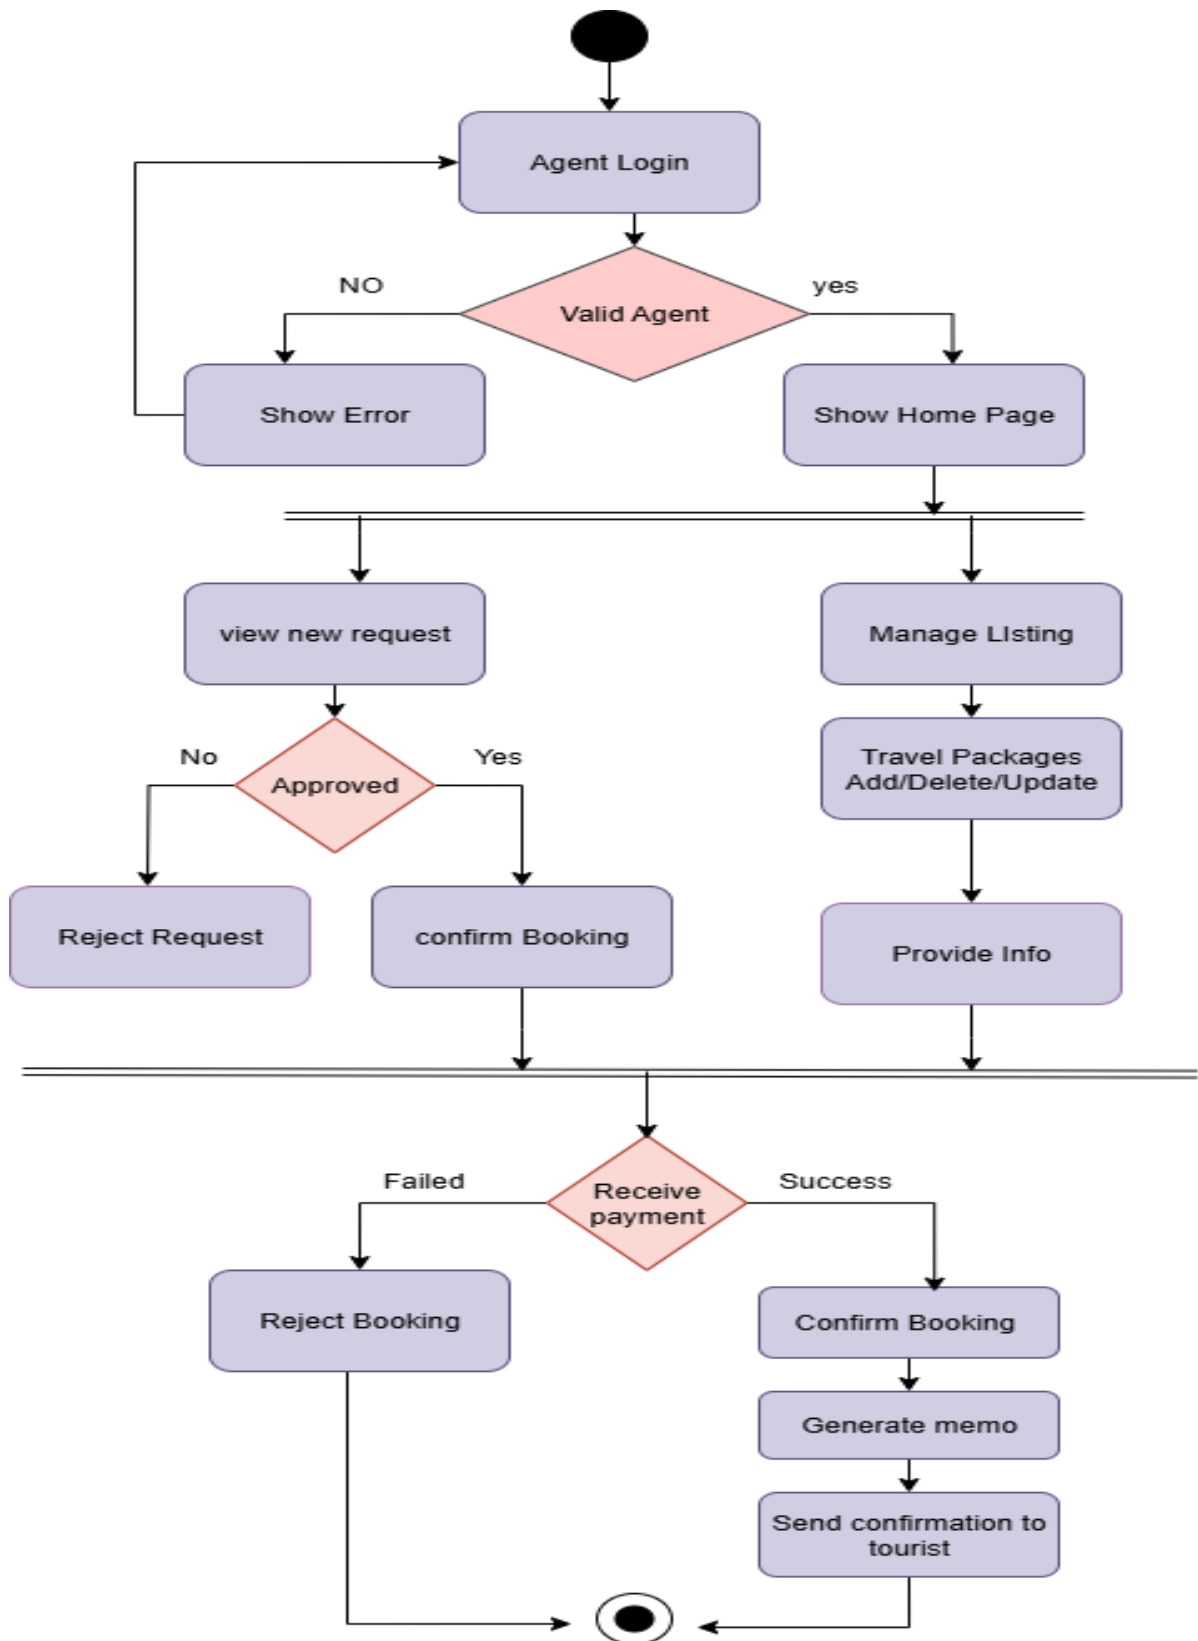 Agent Login
NO
yes
Valid Agent
Show Error
Show Home Page
view new request
Manage LIsting
No
Yes
Approved
Travel Packages
Add/Delete/Update
Reject Request
confirm Booking
Provide Info
Failed
Success
Receive
payment
Reject Booking
Confirm Booking
Generate memo
Send confirmation to
tourist